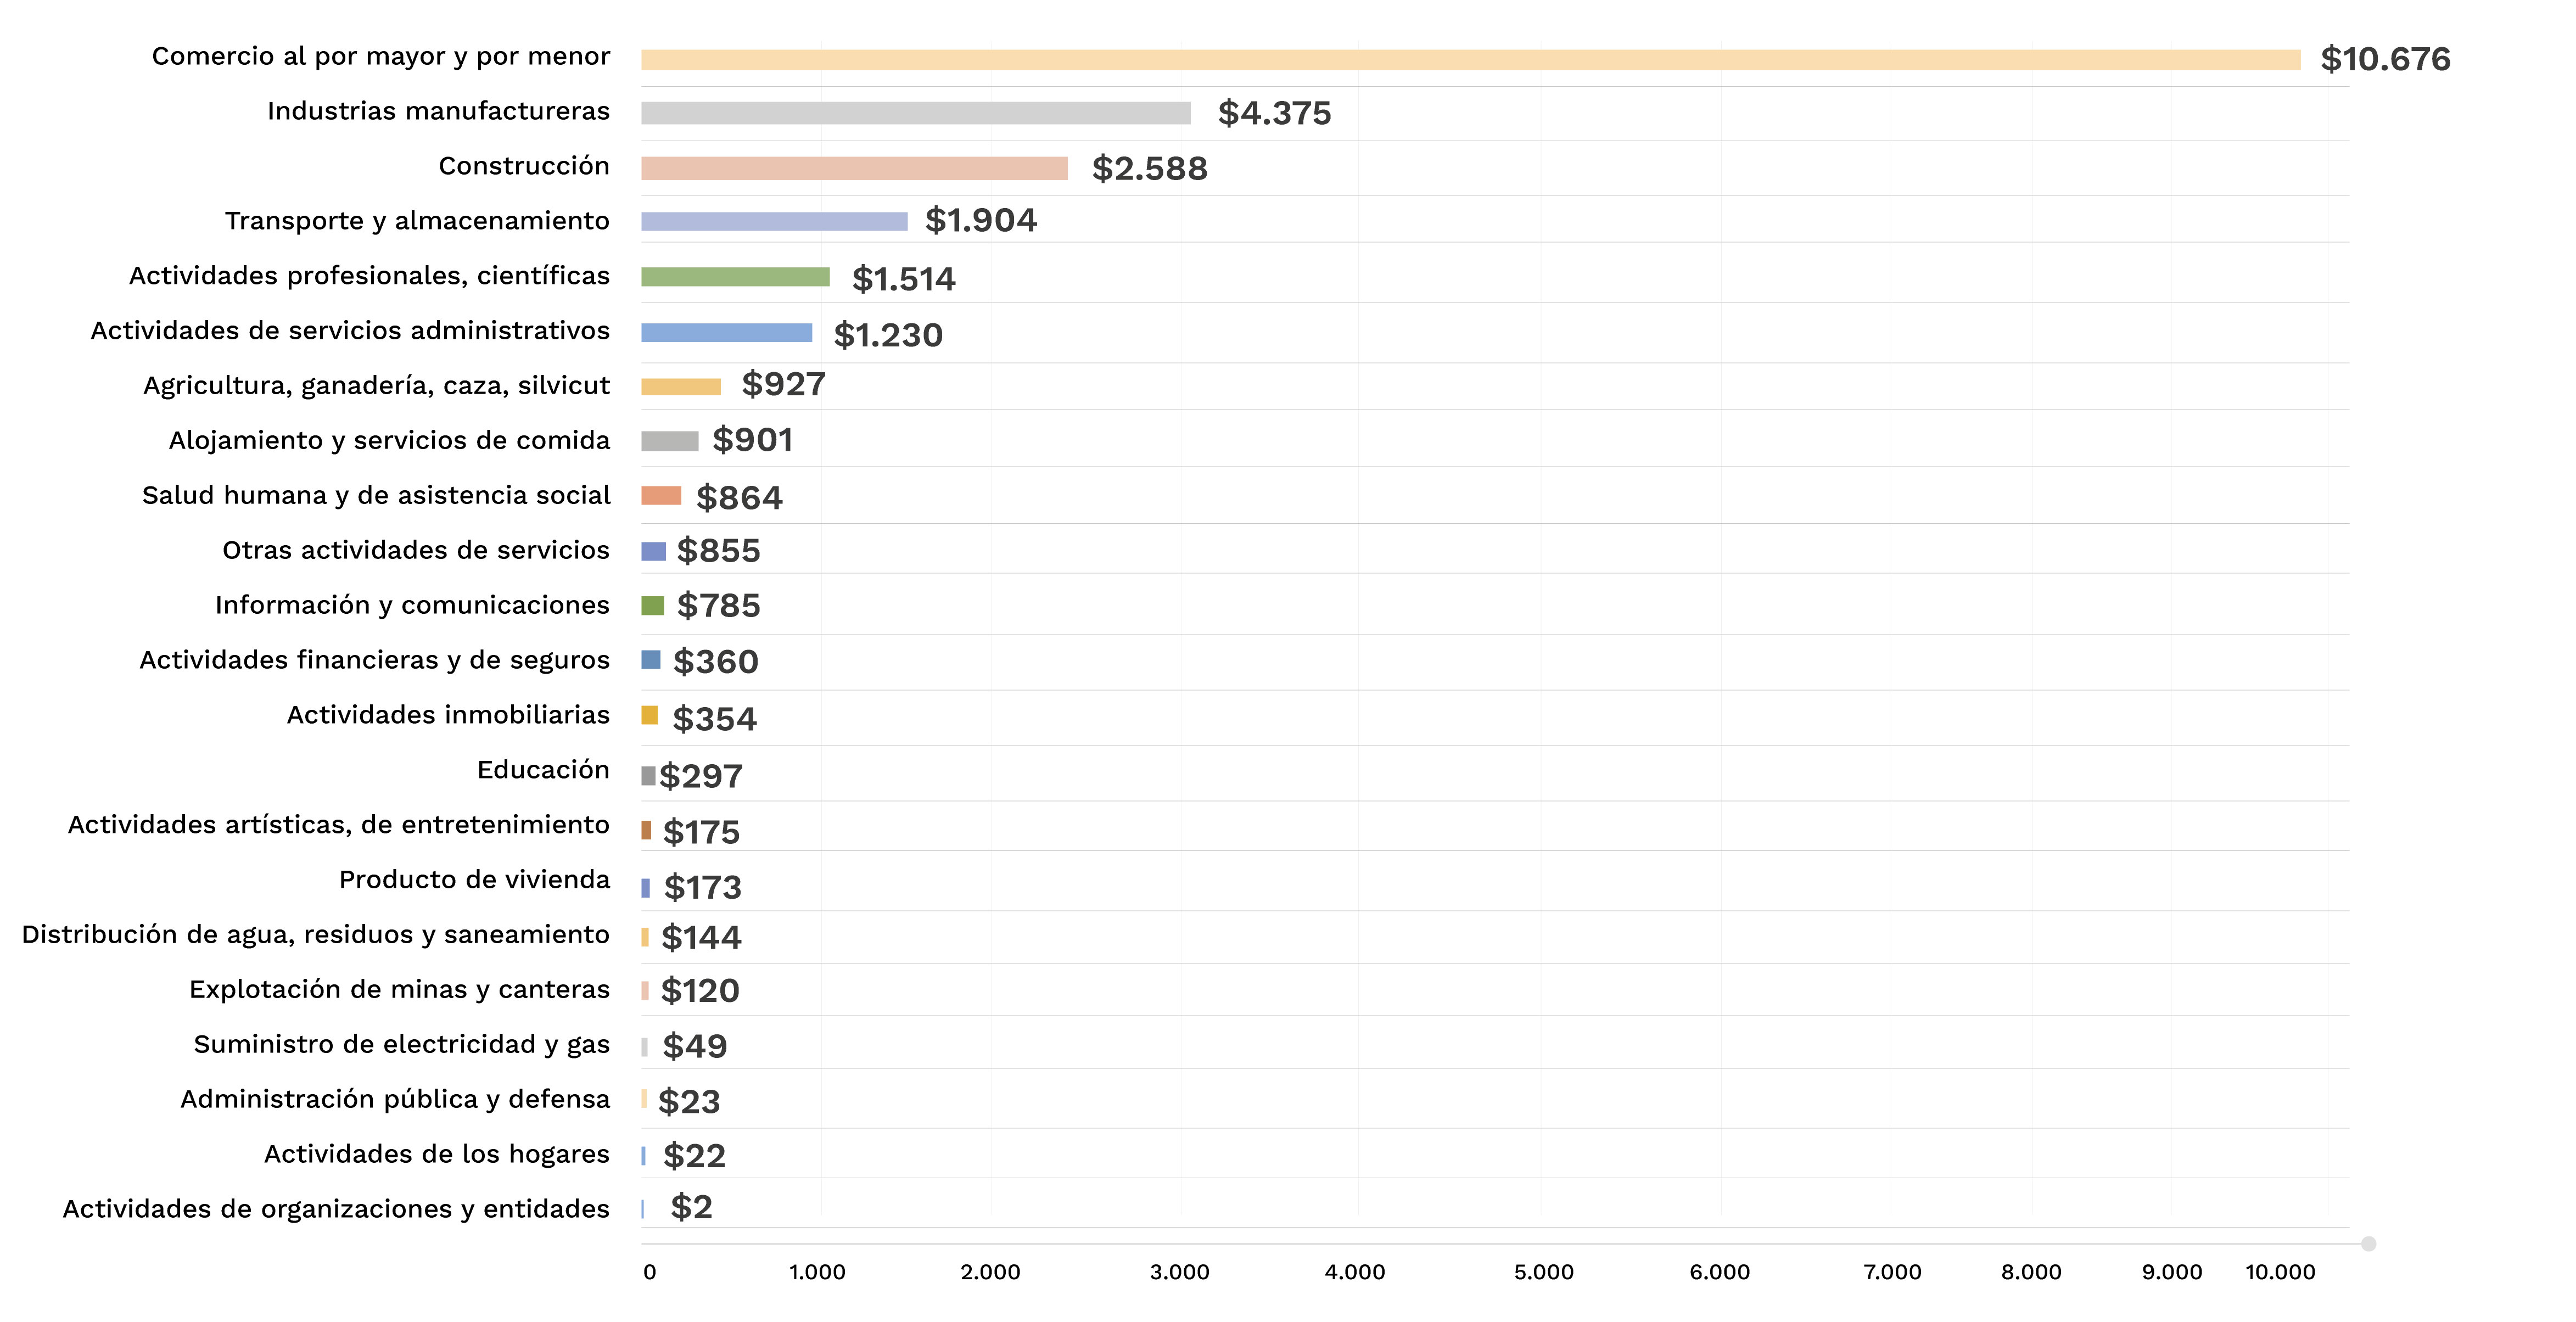 Comercio al por mayor y por menor $10.676
Industrias manufactureras $4.375
Construcción $2.588
Transporte y almacenamiento $1.904
Actividades profesionales, científicas $1.514
Actividades de servicios administrativos $1.230
Agricultura, ganadería, caza, silvicut $927
Alojamiento y servicios de comida $901
Salud humana y de asistencia social $864
Otras actividades de servicios $855
Información y comunicaciones $785
Actividades financieras y de seguros $360
Actividades inmobiliarias $354
Educación $297
Actividades artísticas, de entretenimiento $175
Producto de vivienda $173
Distribución de agua, residuos y saneamiento $144
Explotación de minas y canteras $120
Suministro de electricidad y gas $49
Administración pública y defensa $23
Actividades de los hogares $22
Actividades de organizaciones y entidades $2
0 1.000 2.000 3.000 4.000 5.000 6.000 7.000 8.000 9.000 10.000